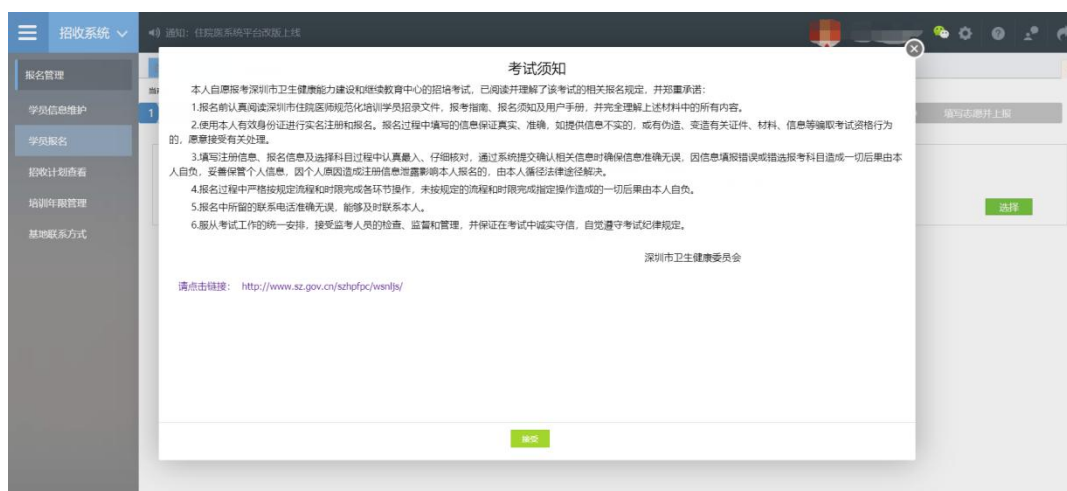 招收系统
通知：住院医系统平台改版上线
报名管理
学员信息维护
学员报名
招收计划查看
培训年限管理
基地联系方式
1
填写志愿并上报
选择
考试须知
本人自愿报考深圳市卫生健康能力建设和继续教育中心的招培考试，已阅读并理解了该考试的相关报名规定，并郑重承诺：
1.报名前认真阅读深圳市住院医师规范化培训学员招录文件，报考指南、报名须知及用户手册，并完全理解上述材料中的所有内容。
2.使用本人有效身份证进行实名注册和报名。报名过程中填写的信息保证真实、准确，如提供信息不实的，或有伪造、变造有关证件、材料、信息等骗取考试资格行为
的，愿意接受有关处理。
3.填写注册信息、报名信息及选择科目过程中认真最入、仔细核对，通过系统提交确认相关信息时确保信息准确无误，因信息填报错误或错选报考科目造成一切后果由本
人自负，妥善保管个人信息，因个人原因造成注册信息泄露影响本人报名的，由本人循径法律途径解决。
4.报名过程中严格按规定流程和时限完成各环节操作，未按规定的流程和时限完成指定操作造成的一切后果由本人自负。
5.报名中所留的联系电话准确无误，能够及时联系本人。
6.服从考试工作的统一安排，接受监考人员的检查、监督和管理，并保证在考试中诚实守信，自觉遵守考试纪律规定。
深圳市卫生健康委员会
请点击链接： http://www.sz.gov.cn/szhpfpc/wsnljs/
接受